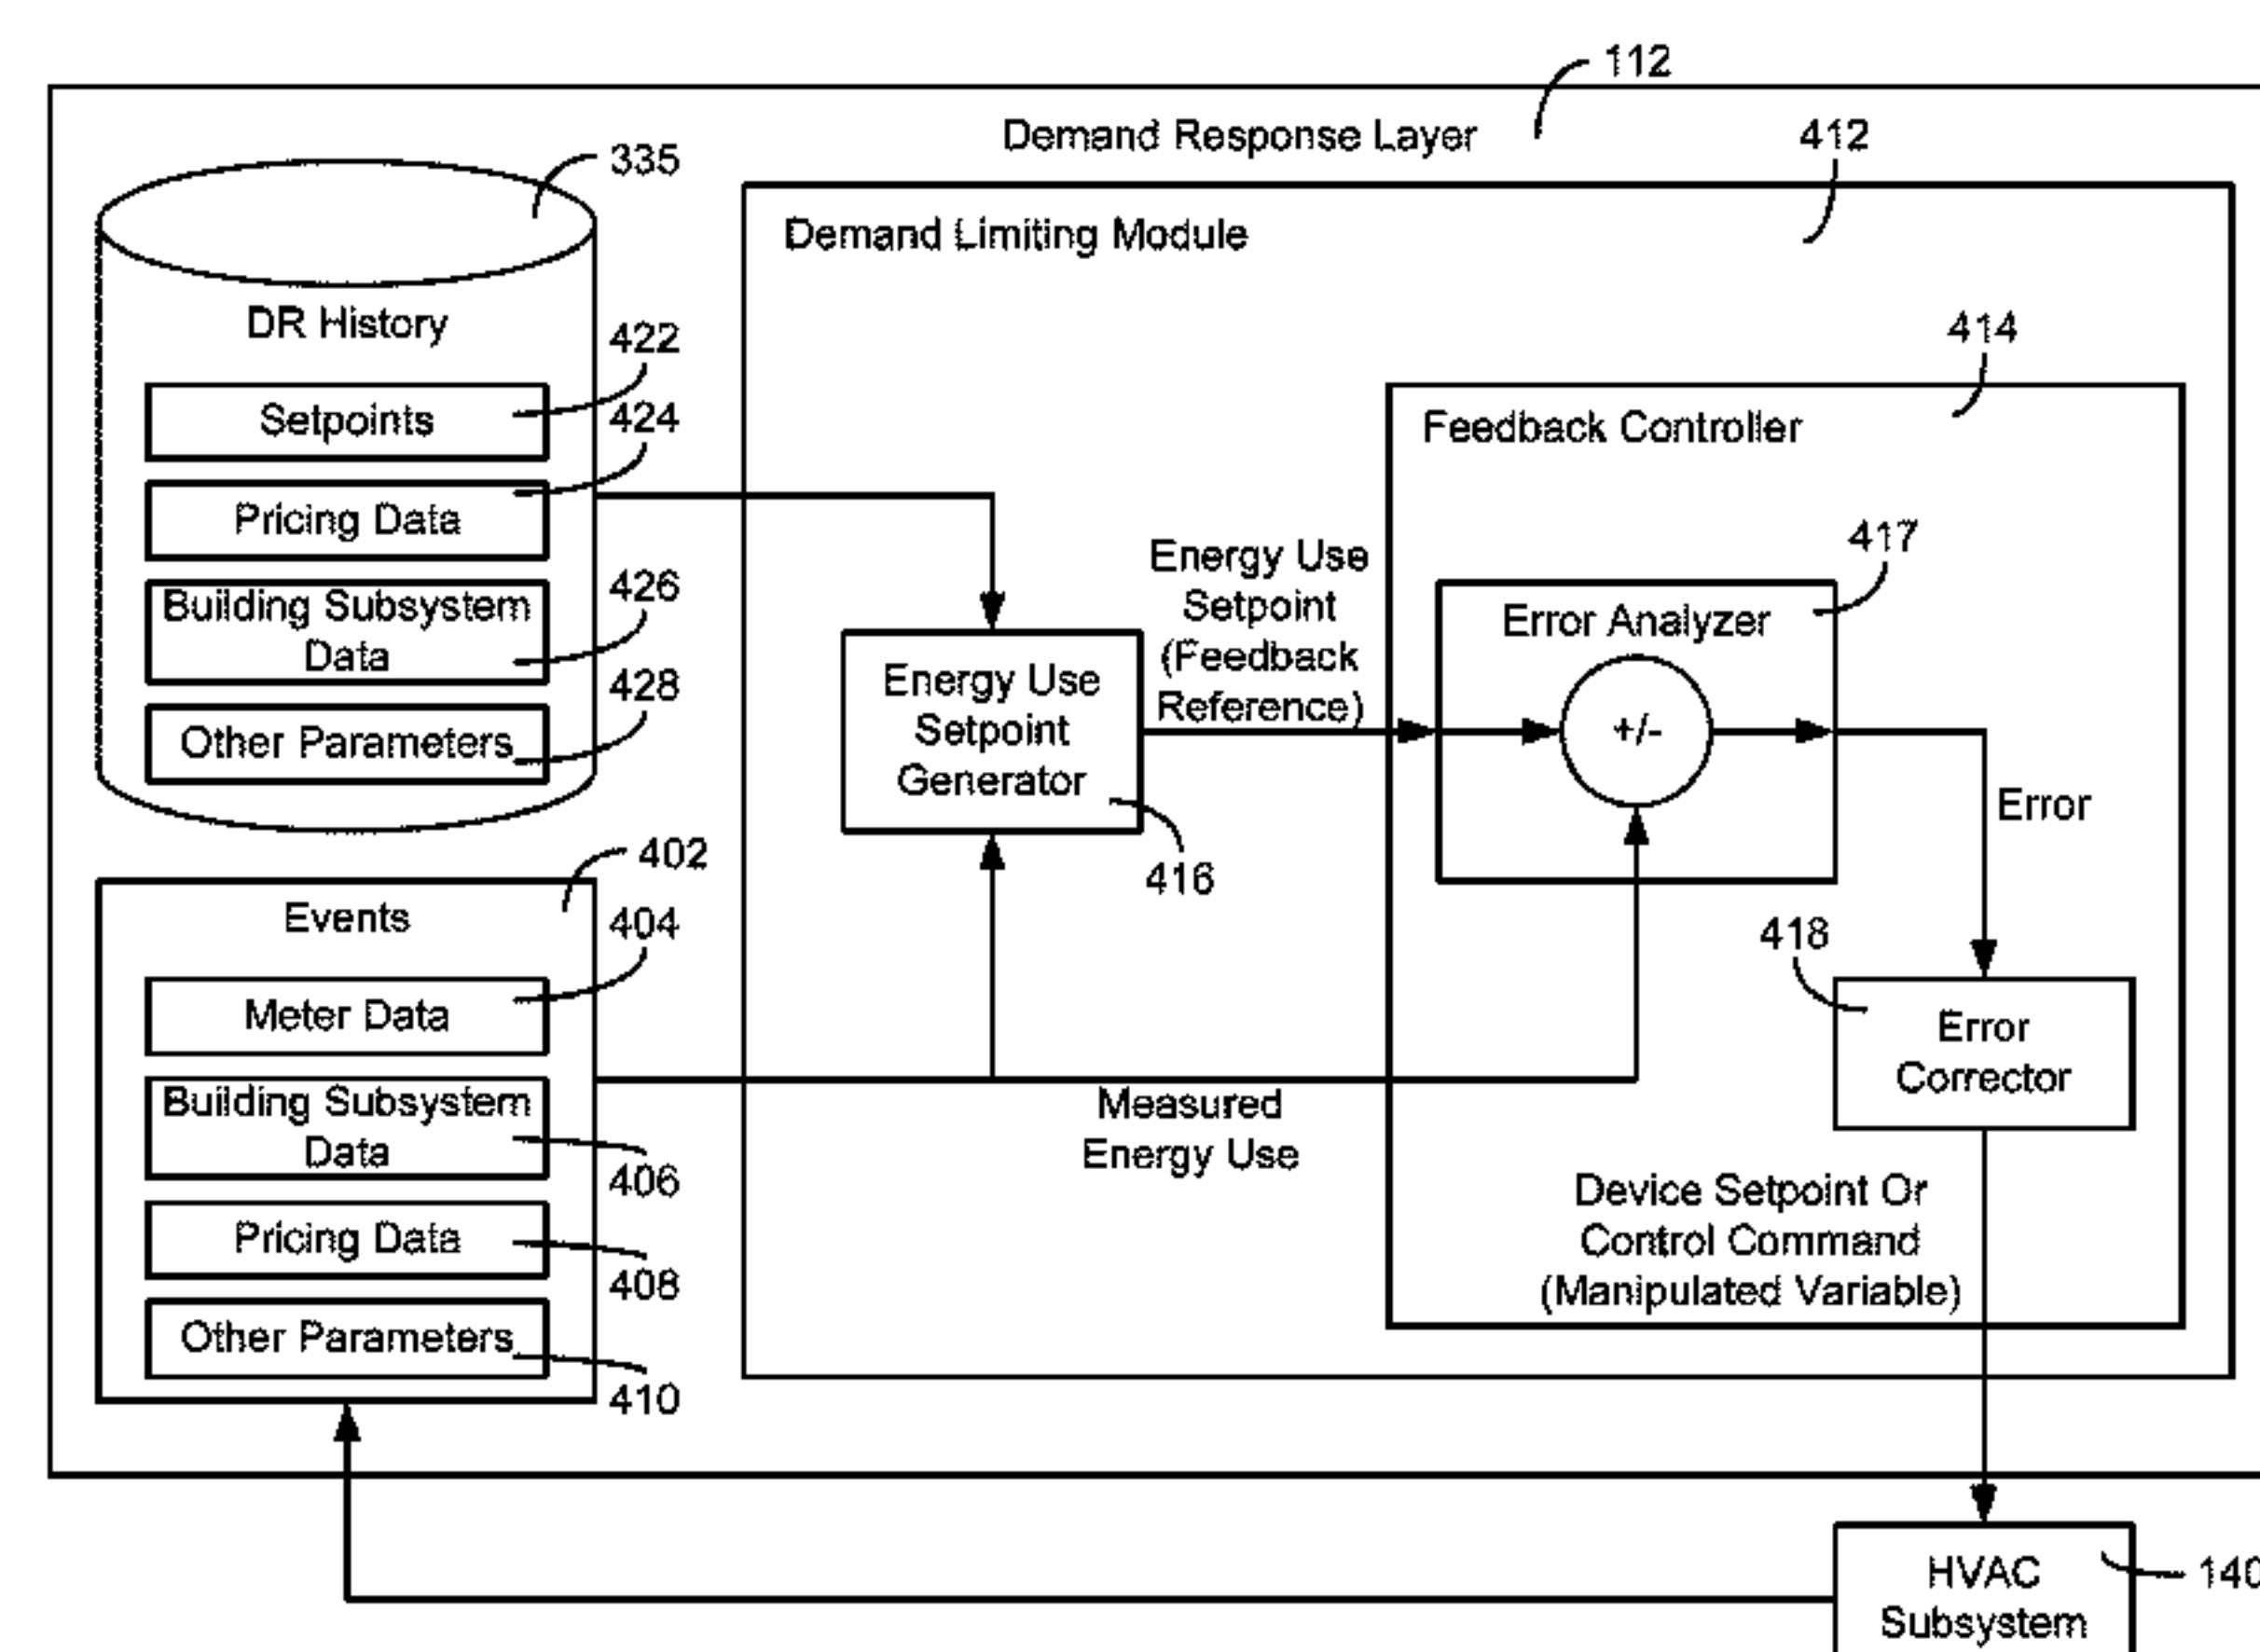 112
Demand Response Layer
412
335
Demand Limiting Module
DR History
422
414
Setpoints
424
Feedback Controller
Pricing Data
417
Energy Use
Setpoint
(Feedback
Reference)
426
Building Subsystem
Data
Error Analyzer
428
Energy Use
Setpoint
Generator
Other Parameters
+/-
Error
416
402
Events
404
418
Meter Data
Error
Corrector
Building Subsystem
Data
Measured
Energy Use
406
Device Setpoint Or
Control Command
(Manipulated Variable)
Pricing Data
408
Other Parameters
410
HVAC
Subsystem
140